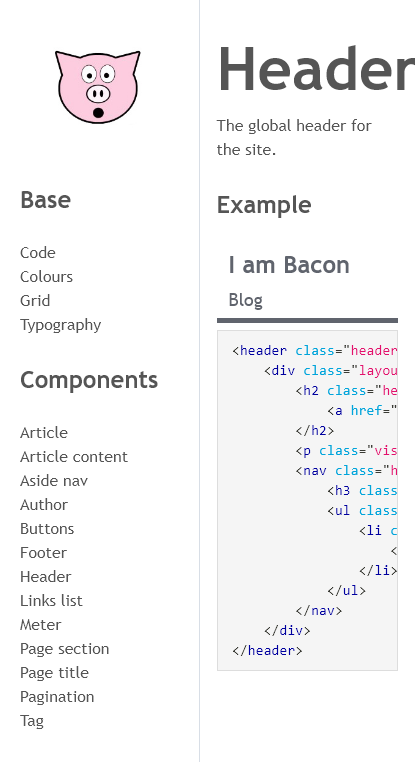 Base
Code
Colours
Grid
Typography
Components
Article
Article content
Aside nav
Author
Buttons
Footer
Header
Links list
Meter
Page section
Page title
Pagination
Tag
Header
The global header for
the site.
Example
I am Bacon
Blog
<header class="header
<div class="layou
<h2 class="he
<a href="
</h2>
<p class="vis
<nav class="h
<h3 class
<ul class
<li c
<
</li>
</ul>
</nav>
</div>
</header>